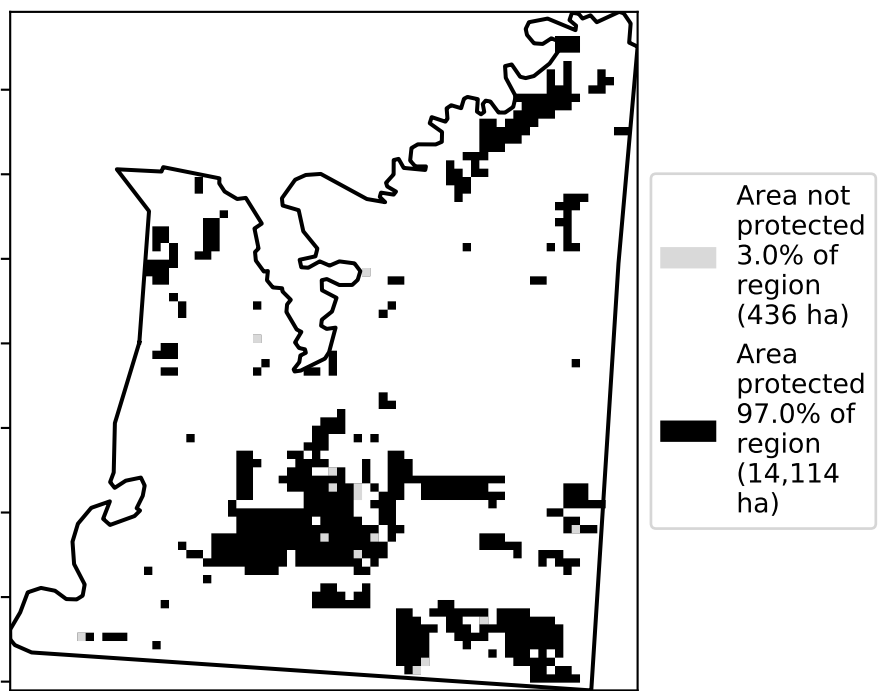 Area not
protected
3.0% of
region
(436 ha)
Area
protected
97.0% of
region
(14,114
ha)